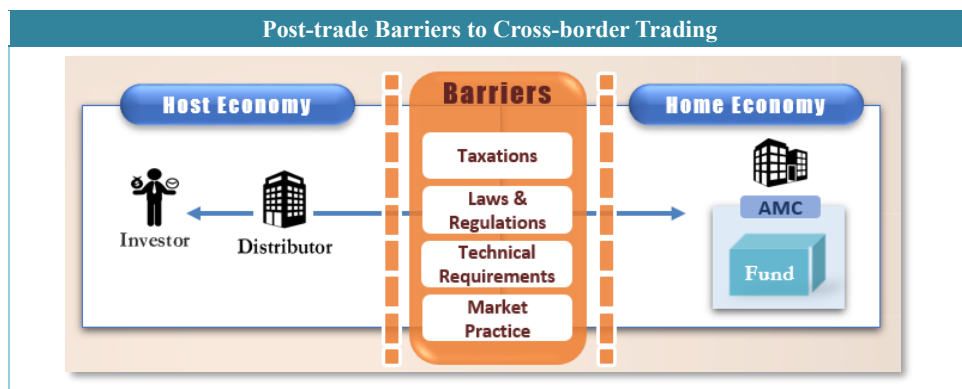 Post-trade Barriers to Cross-border Trading
Host Economy
Barriers
Home Economy
Taxations
Laws &
Regulations
Technical
Requirements
Market
Practice
Investor
Distributor
AMC
Fund